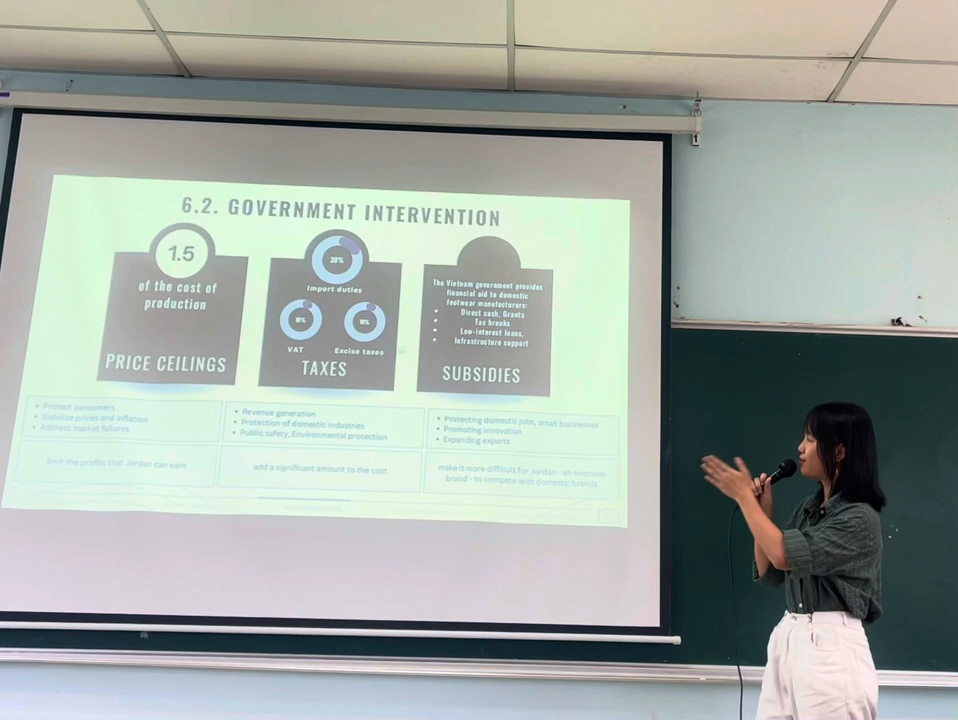 6.2. GOVERNMENT INTERVENTION
1.5
of the cost of
production
PRICE CEILINGS
20%
Import duties
10%
10%
VAT
Excise taxes
TAXES
The Vietnam government provides
financial aid to domestic
footwear manufacturers:
• Direct cash, Grants
• Tax breaks
• Low-interest loans,
• Infrastructure support
SUBSIDIES
• Protect consumers
• Stabilize prices and inflation
• Address market failures
• Revenue generation
• Protection of domestic industries
• Public safety, Environmental protection
• Protecting domestic jobs, small businesses
• Promoting innovation
• Expanding exports
limit the profits that Jordan can earn
add a significant amount to the cost
make it more difficult for Jordan - an oversea
brand - to compete with domestic brands